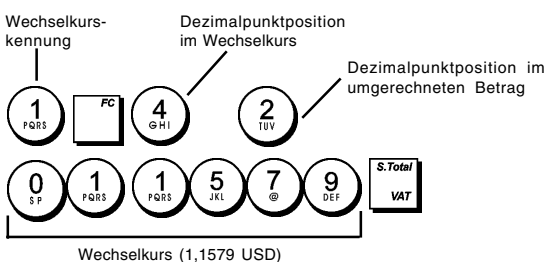 Wechselkurs-
kennung
Dezimalpunktposition
im Wechselkurs
Dezimalpunktposition im
umgerechneten Betrag
1 FC 4 2
PQRS GHI TUV
0 1 1 5 7 9 S.Total
SP PQRS PQRS JKL @ DEF VAT
Wechselkurs (1,1579 USD)